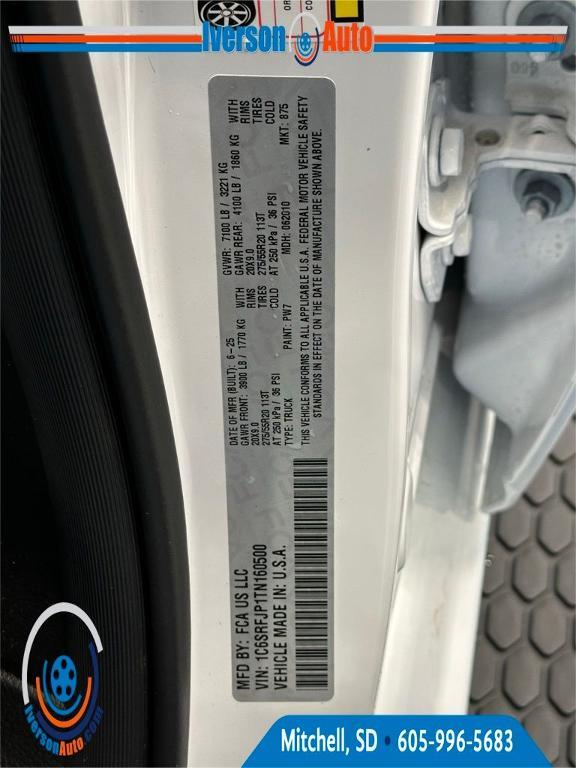 Iverson Auto
MFD BY: FCA US LLC
VIN: 1C6SRFJP1TN160500
VEHICLE MADE IN: U.S.A.
DATE OF MFR (BUILT): 6-25
GAWR FRONT: 3900 LB / 1770 KG WITH
20X9.0 RIMS
275/55R20 113T TIRES
AT 250 kPa / 36 PSI COLD
TYPE: TRUCK PAINT: PW7
GVWR: 7100 LB / 3221 KG
GAWR REAR: 4100 LB / 1860 KG WITH
20X9.0 RIMS
275/55R20 113T TIRES
AT 250 kPa / 36 PSI COLD
MDH: 062010 MKT: 875
THIS VEHICLE CONFORMS TO ALL APPLICABLE U.S.A. FEDERAL MOTOR VEHICLE SAFETY
STANDARDS IN EFFECT ON THE DATE OF MANUFACTURE SHOWN ABOVE.
IversonAuto.com
Mitchell, SD • 605-996-5683